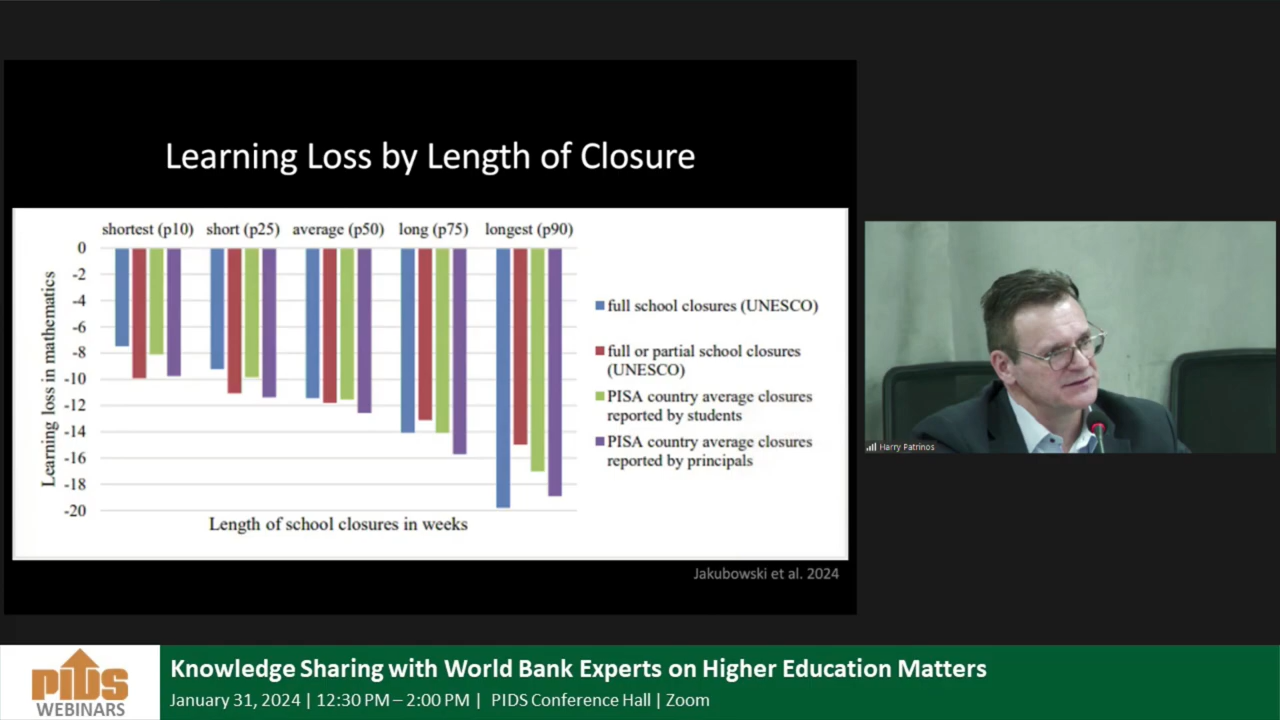 Learning Loss by Length of Closure
shortest (p10) short (p25) average (p50) long (p75) longest (p90)
0
-2
-4
-6
-8
-10
-12
-14
-16
-18
-20
Learning loss in mathematics
Length of school closures in weeks
full school closures (UNESCO)
full or partial school closures
(UNESCO)
PISA country average closures
reported by students
PISA country average closures
reported by principals
Jakubowski et al. 2024
Harry Patrinos
PIDS
WEBINARS
Knowledge Sharing with World Bank Experts on Higher Education Matters
January 31, 2024 | 12:30 PM – 2:00 PM | PIDS Conference Hall | Zoom